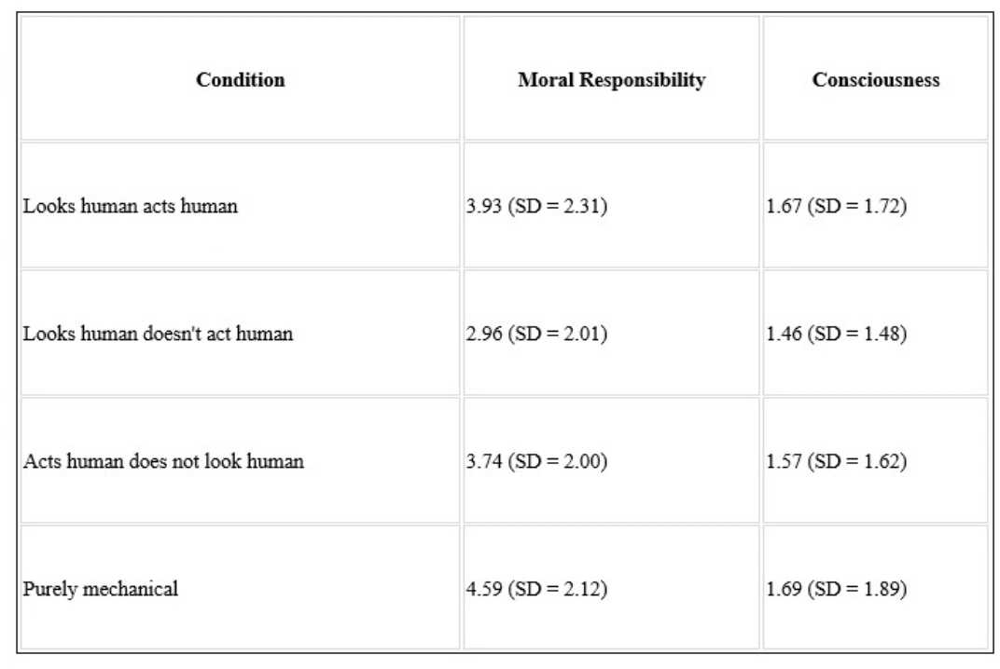 Condition Moral Responsibility Consciousness
Looks human acts human 3.93 (SD = 2.31) 1.67 (SD = 1.72)
Looks human doesn't act human 2.96 (SD = 2.01) 1.46 (SD = 1.48)
Acts human does not look human 3.74 (SD = 2.00) 1.57 (SD = 1.62)
Purely mechanical 4.59 (SD = 2.12) 1.69 (SD = 1.89)